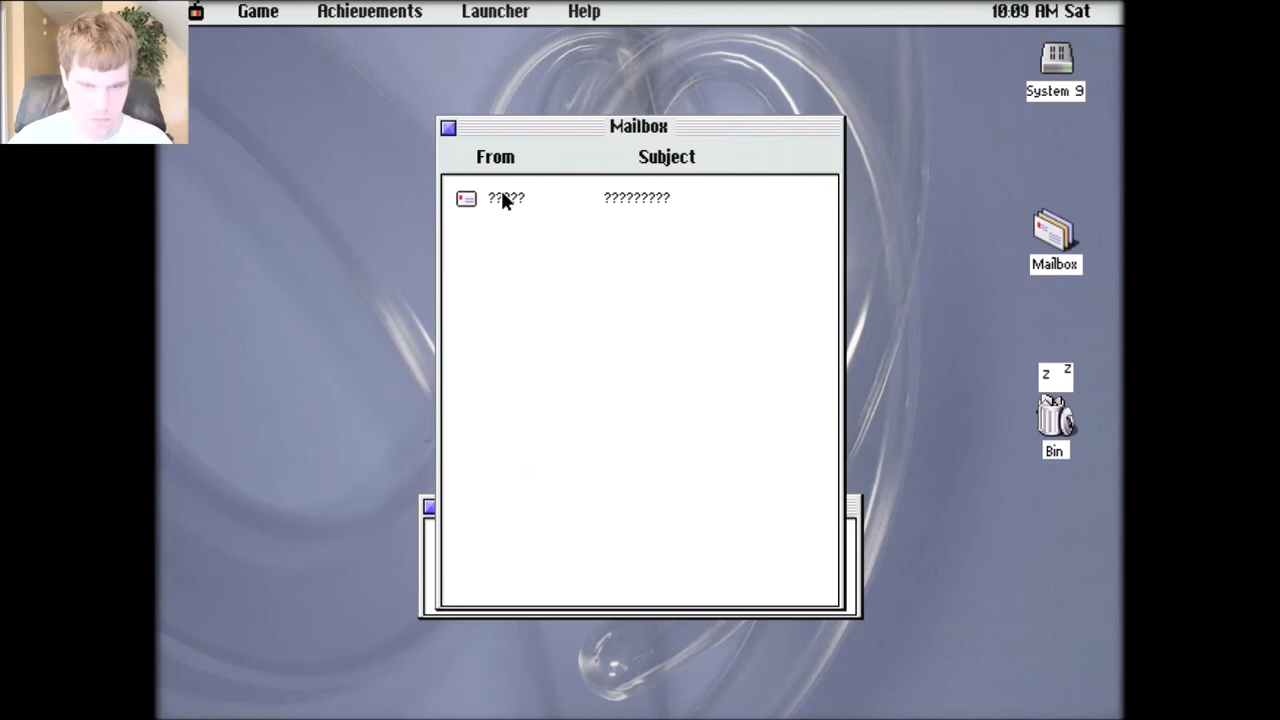 Game Achievements Launcher Help 10:09 AM Sat
System 9
Mailbox
From Subject
????? ?????????
Mailbox
z z
Bin